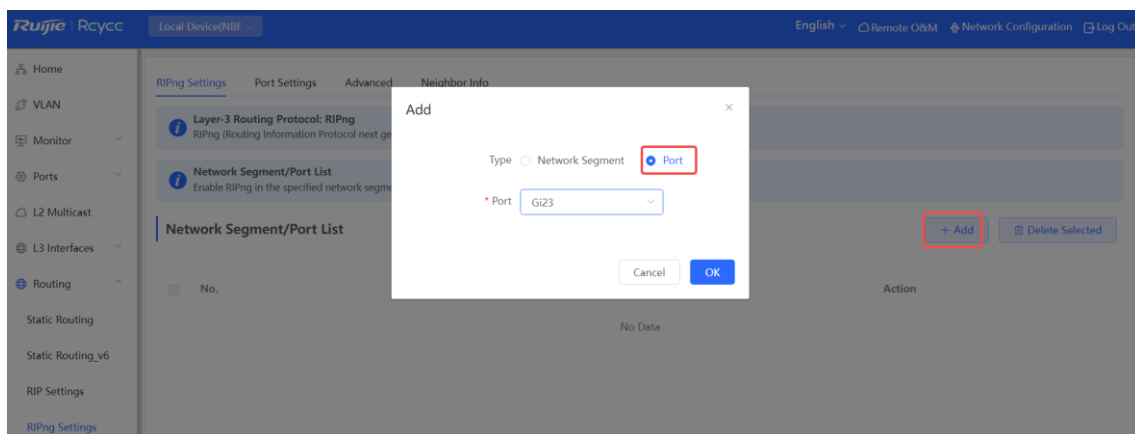 Ruijie | Rcycc
Local Device(NBF
English
Remote O&M
Network Configuration
Log Out
Home
VLAN
Monitor
Ports
L2 Multicast
L3 Interfaces
Routing
Static Routing
Static Routing_v6
RIP Settings
RIPng Settings
RIPng Settings Port Settings Advanced Neighbor Info
Layer-3 Routing Protocol: RIPng
RIPng (Routing Information Protocol next ge
Network Segment/Port List
Enable RIPng in the specified network segme
Network Segment/Port List
+ Add
Delete Selected
No. Action
No Data
Add
Type Network Segment Port
* Port Gi23
Cancel OK